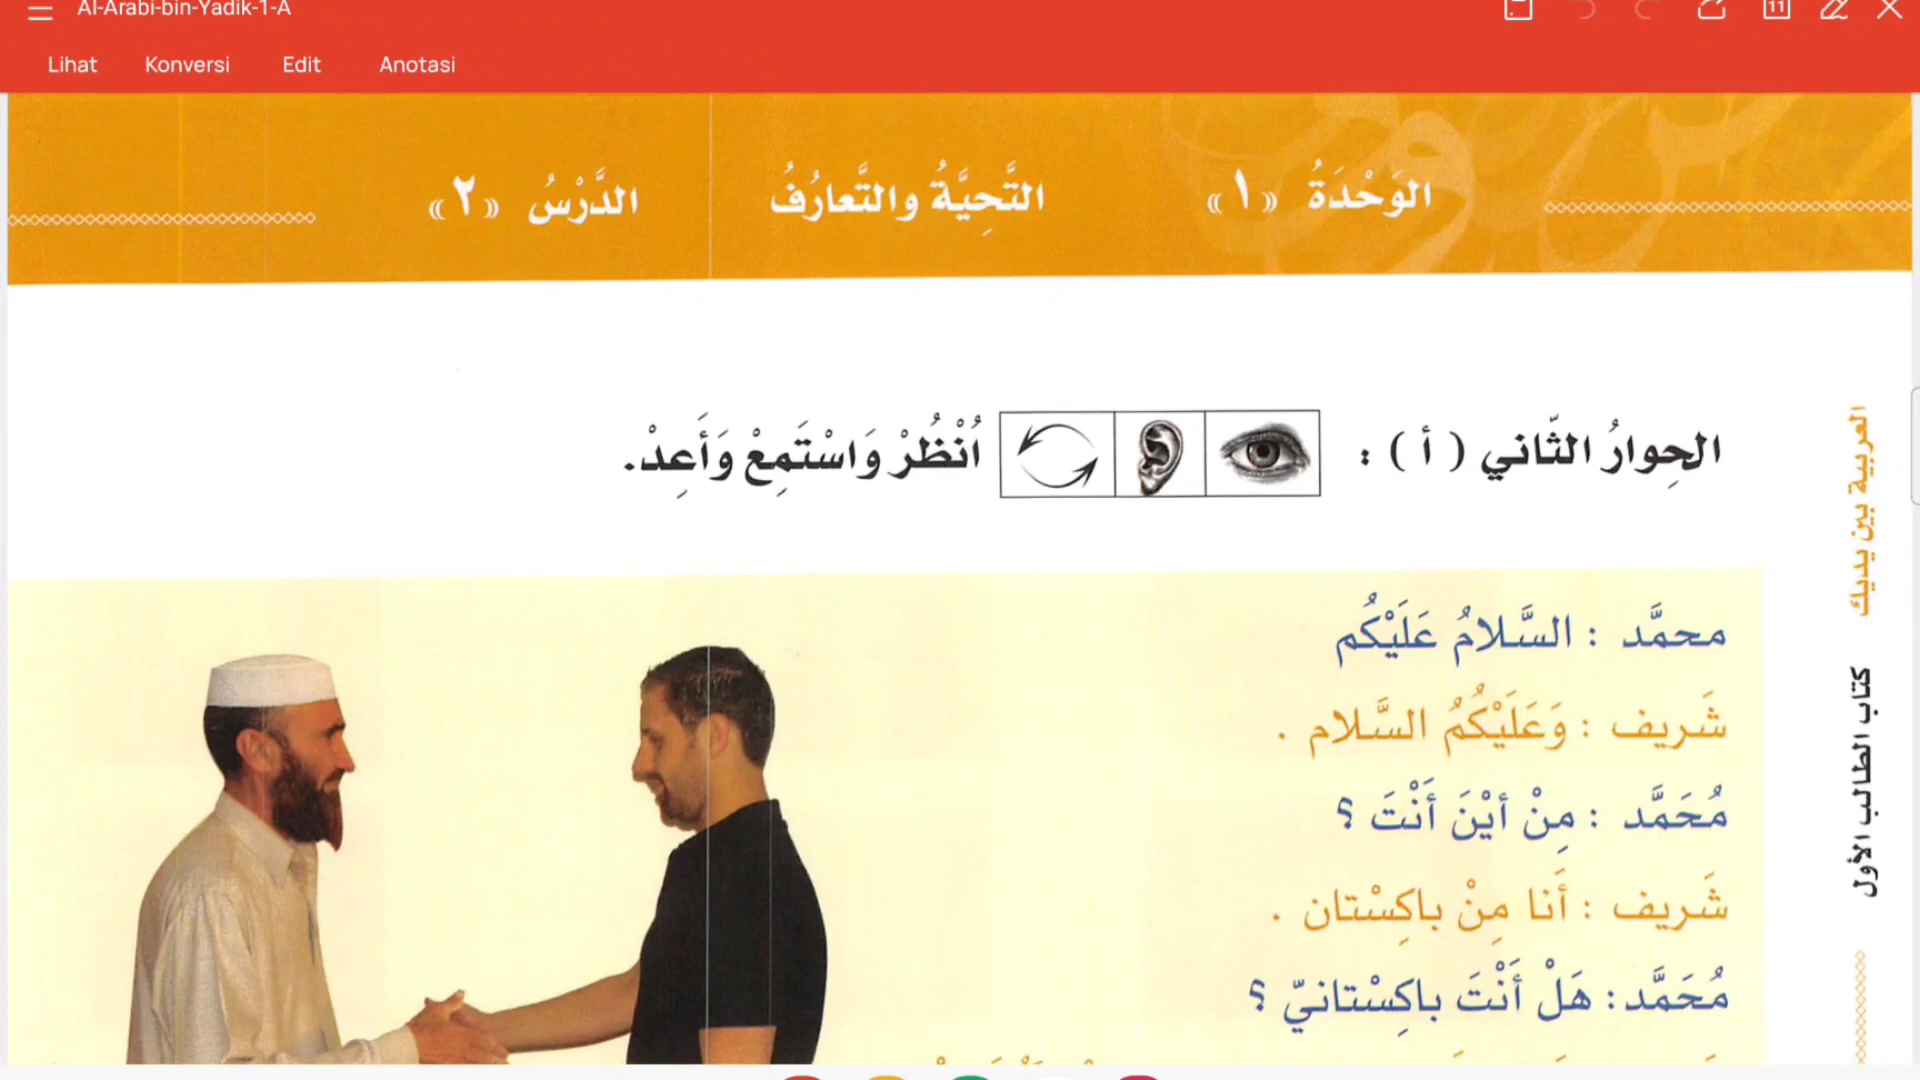 Al-Arabi-bin-Yadik-1-A
11
Lihat Konversi Edit Anotasi
الوَحْدَةُ «١» التَّحِيَّةُ والتَّعارُفُ الدَّرْسُ «٢»
الحِوارُ الثّاني ( أ ) : اُنْظُرْ وَاسْتَمِعْ وَأَعِدْ.
محمَّد : السَّلامُ عَلَيْكُم
شَريف : وَعَلَيْكُمُ السَّلام .
مُحَمَّد : مِنْ أيْنَ أَنْتَ ؟
شَريف : أَنا مِنْ باكِسْتان .
مُحَمَّد : هَلْ أَنْتَ باكِسْتانيّ ؟
العربية بين يديك كتاب الطالب الأول